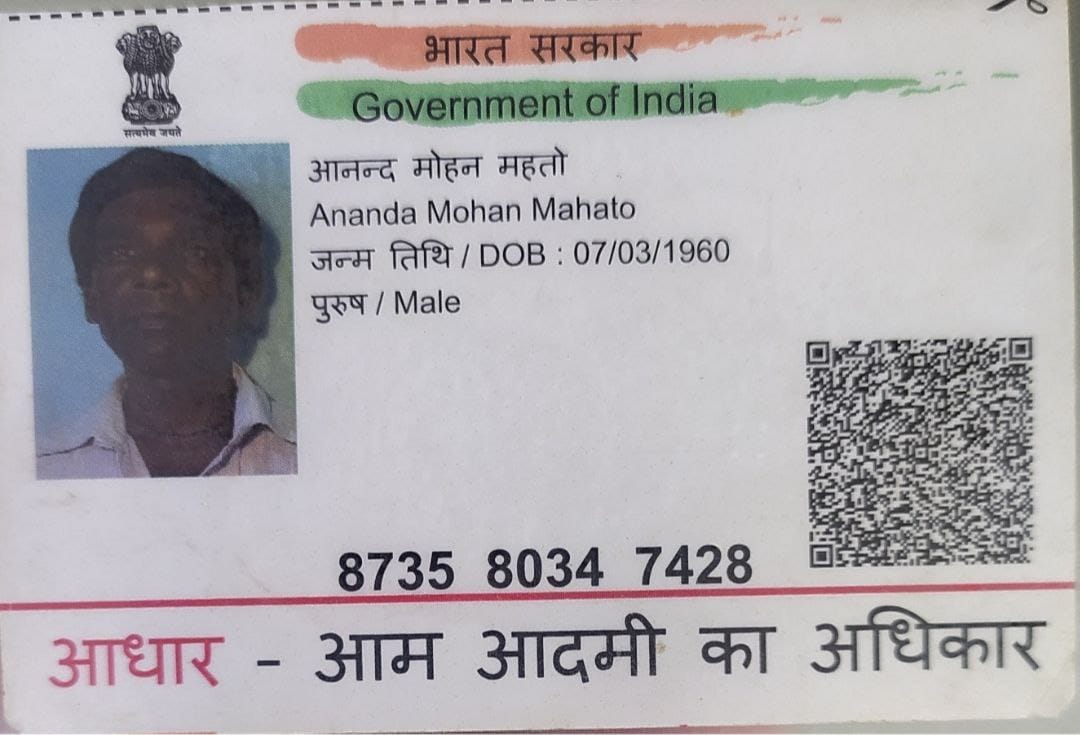 भारत सरकार
Government of India
सत्यमेव जयते
आनन्द मोहन महतो
Ananda Mohan Mahato
जन्म तिथि / DOB : 07/03/1960
पुरुष / Male
8735 8034 7428
आधार - आम आदमी का अधिकार